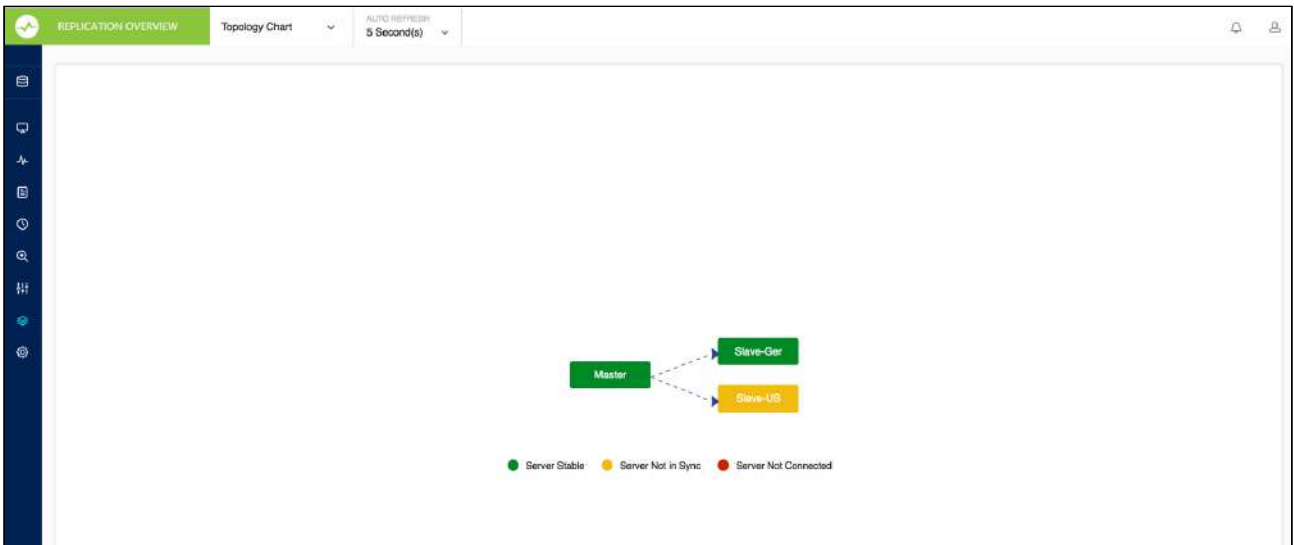 REPLICATION OVERVIEW
Topology Chart
AUTO REFRESH
5 Second(s)
Slave-Ger
Master
Slave-US
Server Stable Server Not in Sync Server Not Connected